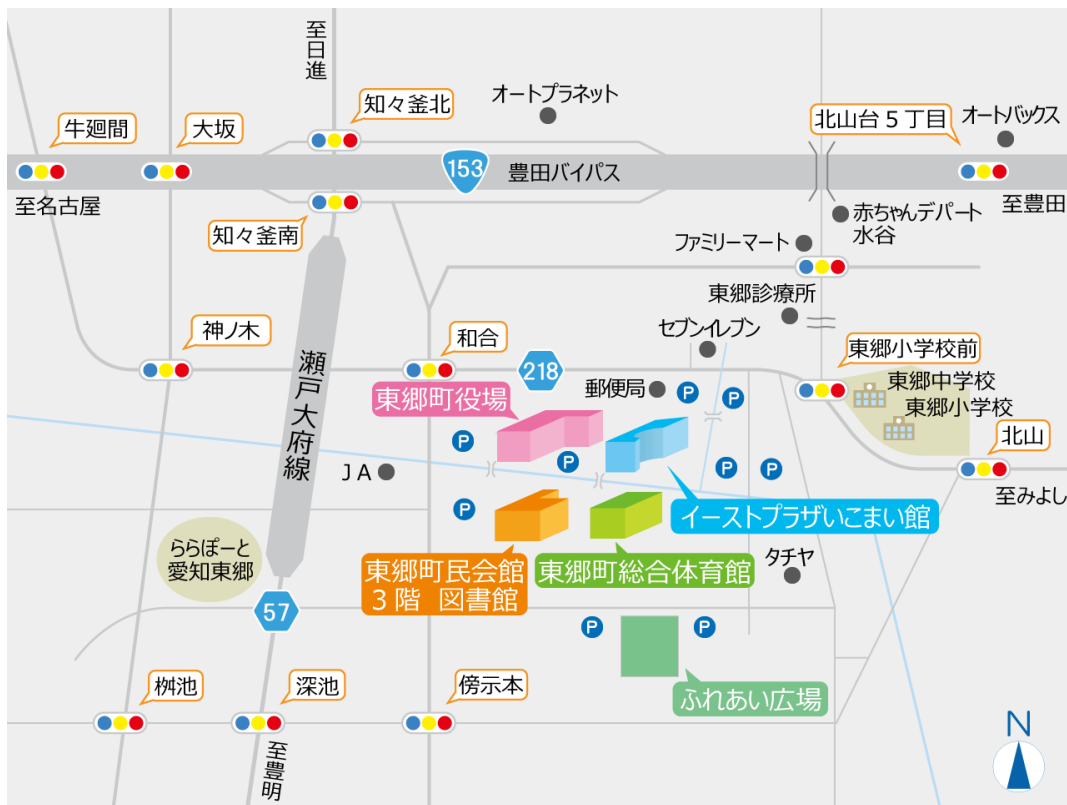 至日進
知々釜北
オートプラネット
北山台5丁目
オートバックス
牛廻間
大坂
153
豊田バイパス
至名古屋
至豊田
知々釜南
赤ちゃんデパート
水谷
ファミリーマート
東郷診療所
セブンイレブン
神ノ木
和合
218
東郷小学校前
瀬戸大府線
郵便局
P
P
東郷中学校
東郷小学校
東郷町役場
P
P
P
P
北山
JA
至みよし
P
イーストプラザいこまい館
ららぽーと
愛知東郷
東郷町民会館
3階 図書館
東郷町総合体育館
タチヤ
57
P
P
ふれあい広場
桝池
深池
傍示本
至豊明
N